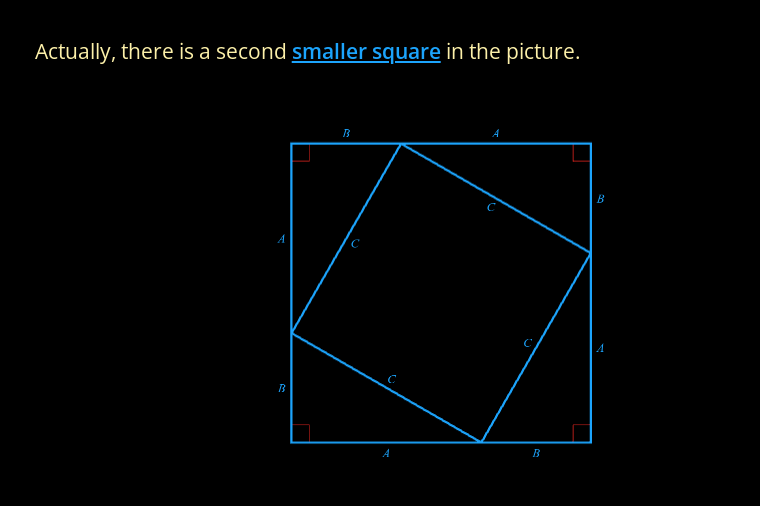 Actually, there is a second smaller square in the picture.
B A
B
C
A C
C
A
C
B
A B